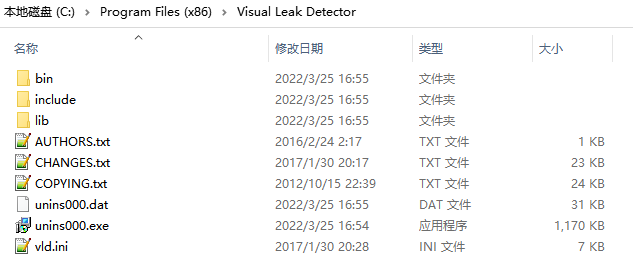 本地磁盘 (C:) > Program Files (x86) > Visual Leak Detector
名称 修改日期 类型 大小
bin 2022/3/25 16:55 文件夹
include 2022/3/25 16:55 文件夹
lib 2022/3/25 16:55 文件夹
AUTHORS.txt 2016/2/24 2:17 TXT 文件 1 KB
CHANGES.txt 2017/1/30 20:17 TXT 文件 23 KB
COPYING.txt 2012/10/15 22:39 TXT 文件 24 KB
unins000.dat 2022/3/25 16:55 DAT 文件 31 KB
unins000.exe 2022/3/25 16:54 应用程序 1,170 KB
vld.ini 2017/1/30 20:28 INI 文件 7 KB